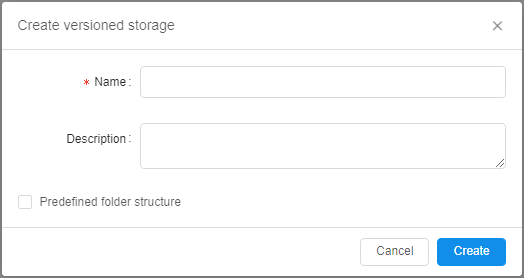 Create versioned storage
* Name :
Description :
Predefined folder structure
Cancel Create